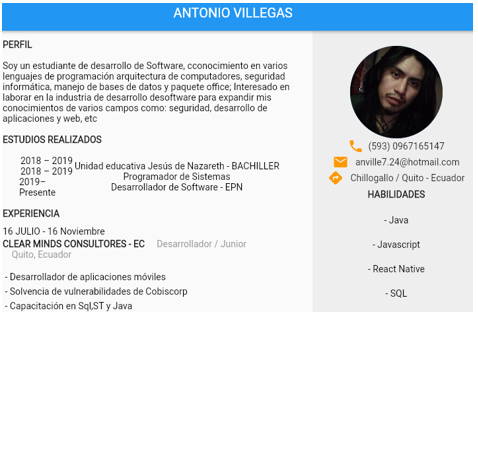 ANTONIO VILLEGAS
PERFIL
Soy un estudiante de desarrollo de Software, cconocimiento en varios
lenguajes de programación arquitectura de computadores, seguridad
informática, manejo de bases de datos y paquete office; Interesado en
laborar en la industria de desarrollo desoftware para expandir mis
conocimientos de varios campos como: seguridad, desarrollo de
aplicaciones y web, etc
ESTUDIOS REALIZADOS
2018 – 2019 Unidad educativa Jesús de Nazareth - BACHILLER
2018 – 2019 Programador de Sistemas
2019– Presente Desarrollador de Software - EPN
EXPERIENCIA
16 JULIO - 16 Noviembre
CLEAR MINDS CONSULTORES - EC Desarrollador / Junior
Quito, Ecuador
- Desarrollador de aplicaciones móviles
- Solvencia de vulnerabilidades de Cobiscorp
- Capacitación en Sql,ST y Java
(593) 0967165147
anville7.24@hotmail.com
Chillogallo / Quito - Ecuador
HABILIDADES
- Java
- Javascript
- React Native
- SQL